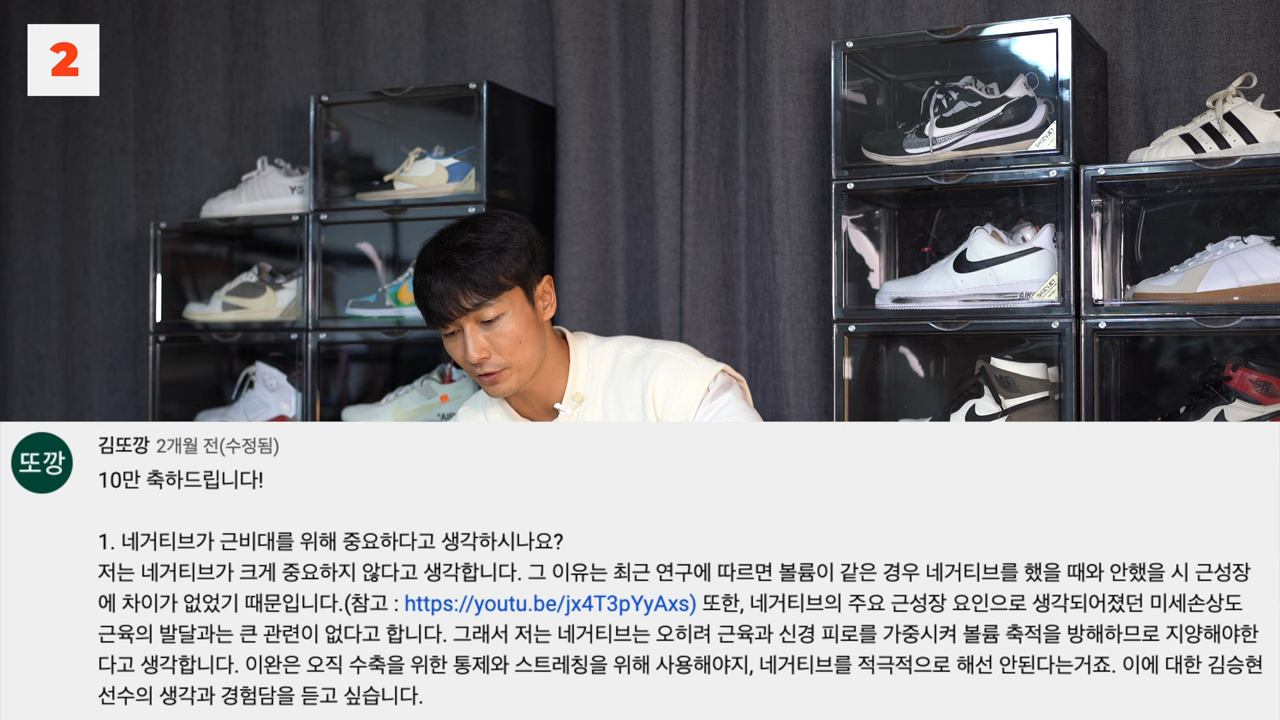 2
Y-3
"AIR
AIR
또깡
김또깡 2개월 전(수정됨)
10만 축하드립니다!
1. 네거티브가 근비대를 위해 중요하다고 생각하시나요?
저는 네거티브가 크게 중요하지 않다고 생각합니다. 그 이유는 최근 연구에 따르면 볼륨이 같은 경우 네거티브를 했을 때와 안했을 시 근성장
에 차이가 없었기 때문입니다.(참고 : https://youtu.be/jx4T3pYyAxs) 또한, 네거티브의 주요 근성장 요인으로 생각되어졌던 미세손상도
근육의 발달과는 큰 관련이 없다고 합니다. 그래서 저는 네거티브는 오히려 근육과 신경 피로를 가중시켜 볼륨 축적을 방해하므로 지양해야한
다고 생각합니다. 이완은 오직 수축을 위한 통제와 스트레칭을 위해 사용해야지, 네거티브를 적극적으로 해선 안된다는거죠. 이에 대한 김승현
선수의 생각과 경험담을 듣고 싶습니다.